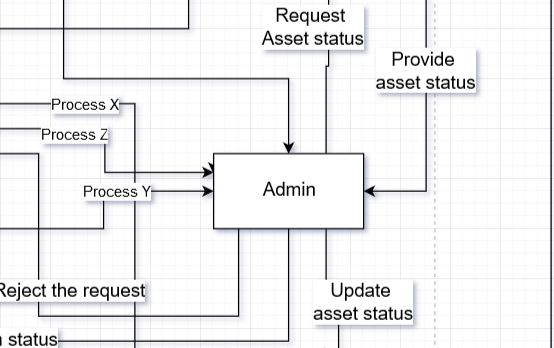 Request
Asset status
Provide
asset status
Process X
Process Z
Process Y
Admin
Reject the request
Update
asset status
status